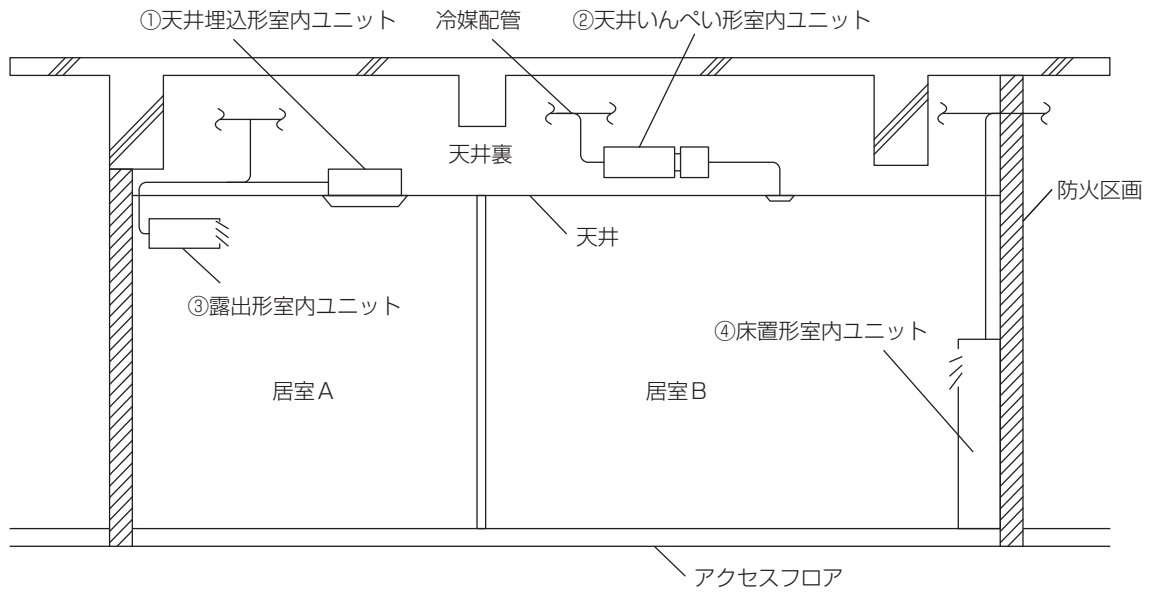 ①天井埋込形室内ユニット
冷媒配管
②天井いんぺい形室内ユニット
天井裏
防火区画
天井
③露出形室内ユニット
④床置形室内ユニット
居室A
居室B
アクセスフロア